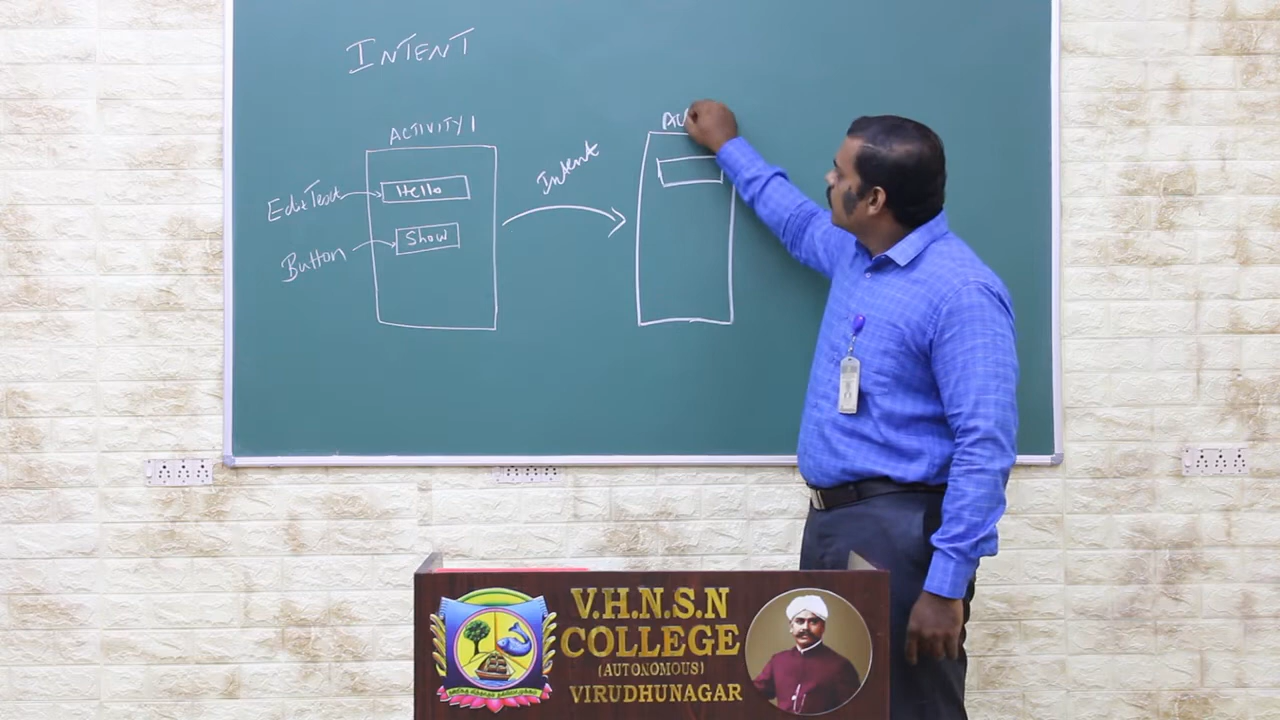 INTENT
ACTIVITY 1
Intent
EditText
Hello
Button
Show
V.H.N.S.N
COLLEGE
(AUTONOMOUS)
VIRUDHUNAGAR